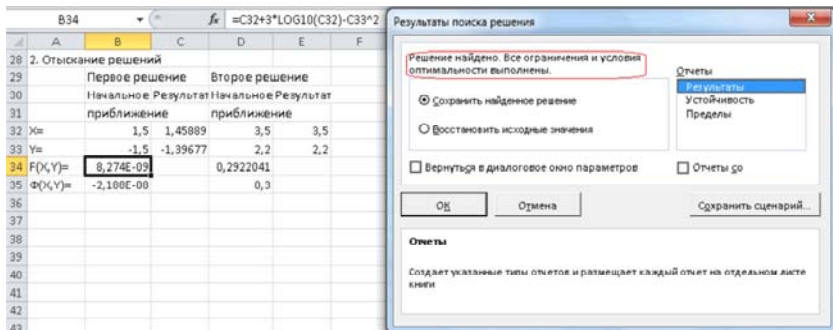 B34 fx =C32+3*LOG10(C32)-C33^2
A B C D E F
28 2. Отыскание решений
29 Первое решение Второе решение
30 Начальное Результат Начальное Результат
31 приближение приближение
32 X= 1,5 1,45889 3,5 3,5
33 Y= -1,5 -1,39677 2,2 2,2
34 F(X,Y)= 8,274E-09 0,2922041
35 Ф(X,Y)= -2,100E-08 0,3
36
37
38
39
40
41
42
43
Результаты поиска решения
Решение найдено. Все ограничения и условия
оптимальности выполнены.
Отчеты
Результаты
Устойчивость
Пределы
Сохранить найденное решение
Восстановить исходные значения
Вернуться в диалоговое окно параметров
Отчеты со
ОК Отмена Сохранить сценарий...
Отчеты
Создает указанные типы отчетов и размещает каждый отчет на отдельном листе
книги